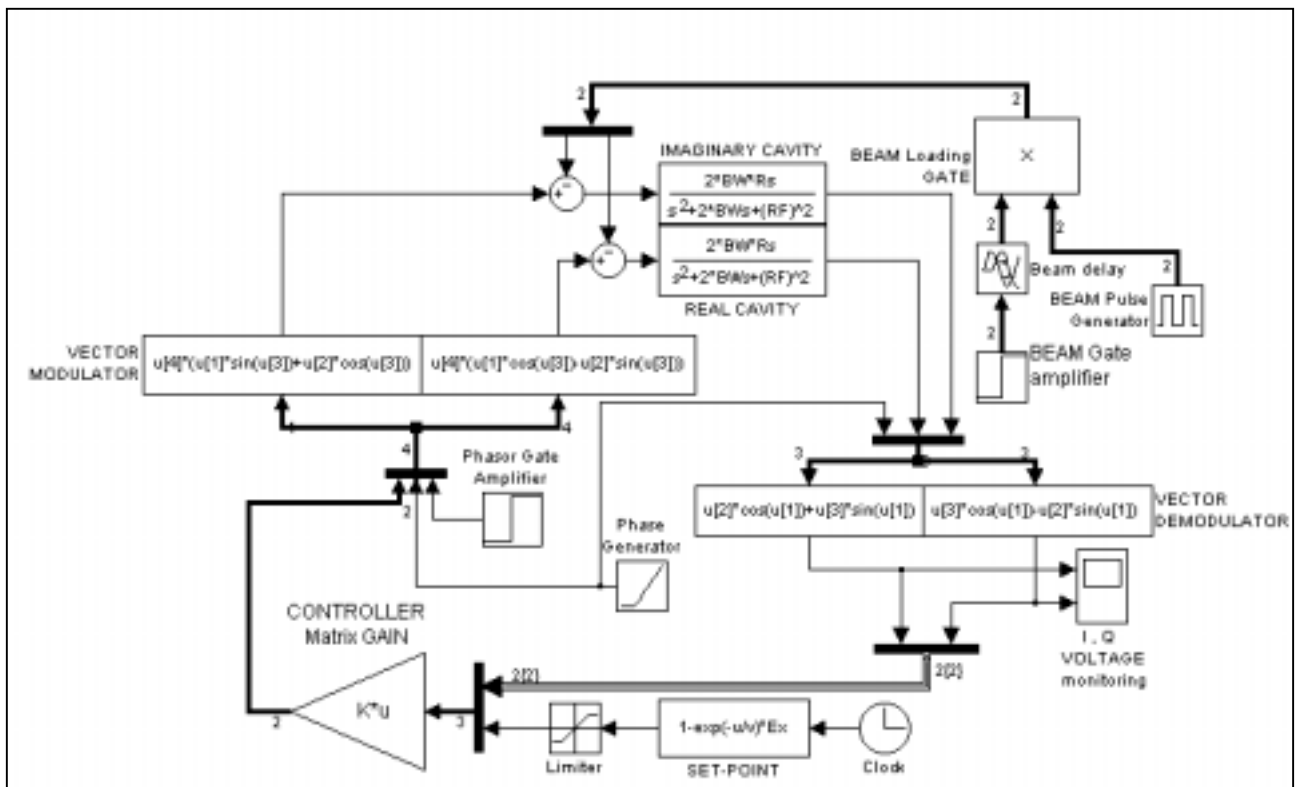 2
2
IMAGINARY CAVITY
2*BW*Rs
s^2+2*BWs+(RF)^2
2*BW*Rs
s^2+2*BWs+(RF)^2
REAL CAVITY
BEAM Loading
GATE
X
2
2
Beam delay
2
BEAM Pulse
Generator
2
BEAM Gate
amplifier
VECTOR
MODULATOR
u[4]*(u[1]*sin(u[3])+u[2]*cos(u[3]))
u[4]*(u[1]*cos(u[3])-u[2]*sin(u[3]))
4
4
4
2
Phasor Gate
Amplifier
Phase
Generator
3
u[2]*cos(u[1])+u[3]*sin(u[1])
u[3]*cos(u[1])-u[2]*sin(u[1])
VECTOR
DEMODULATOR
I, Q
VOLTAGE
monitoring
2{2}
CONTROLLER
Matrix GAIN
K*u
2
3
2{2}
Limiter
1-exp(-u/v)*Ex
SET-POINT
Clock